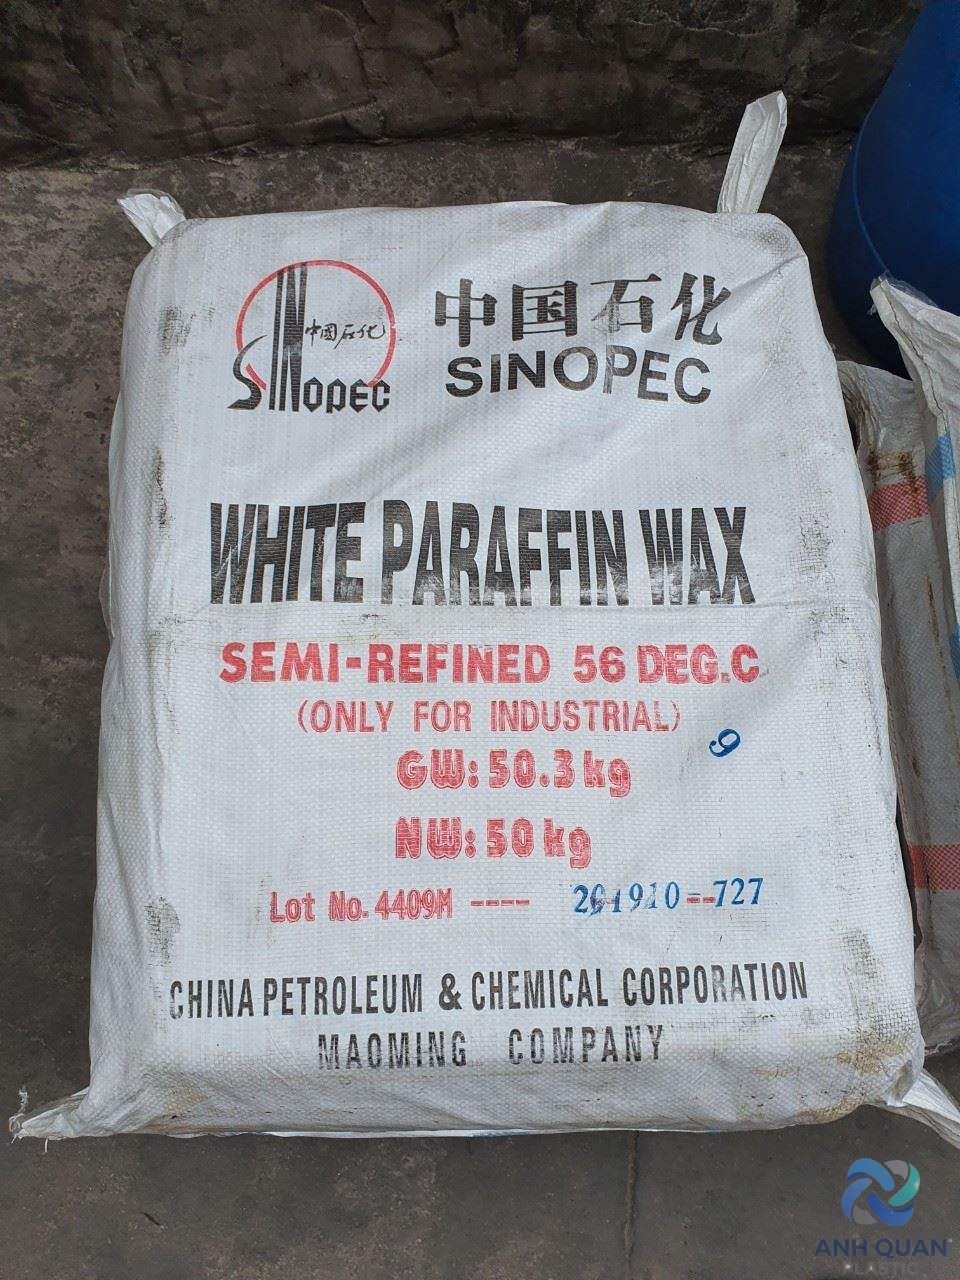 中国石化
SINOPEC
中国石化
SINOPEC
WHITE PARAFFIN WAX
SEMI-REFINED 56 DEG.C
(ONLY FOR INDUSTRIAL)
9
GW: 50.3 kg
NW: 50 kg
Lot No. 4409M ---- 201910--727
CHINA PETROLEUM & CHEMICAL CORPORATION
MAOMING COMPANY
ANH QUAN
PLASTIC